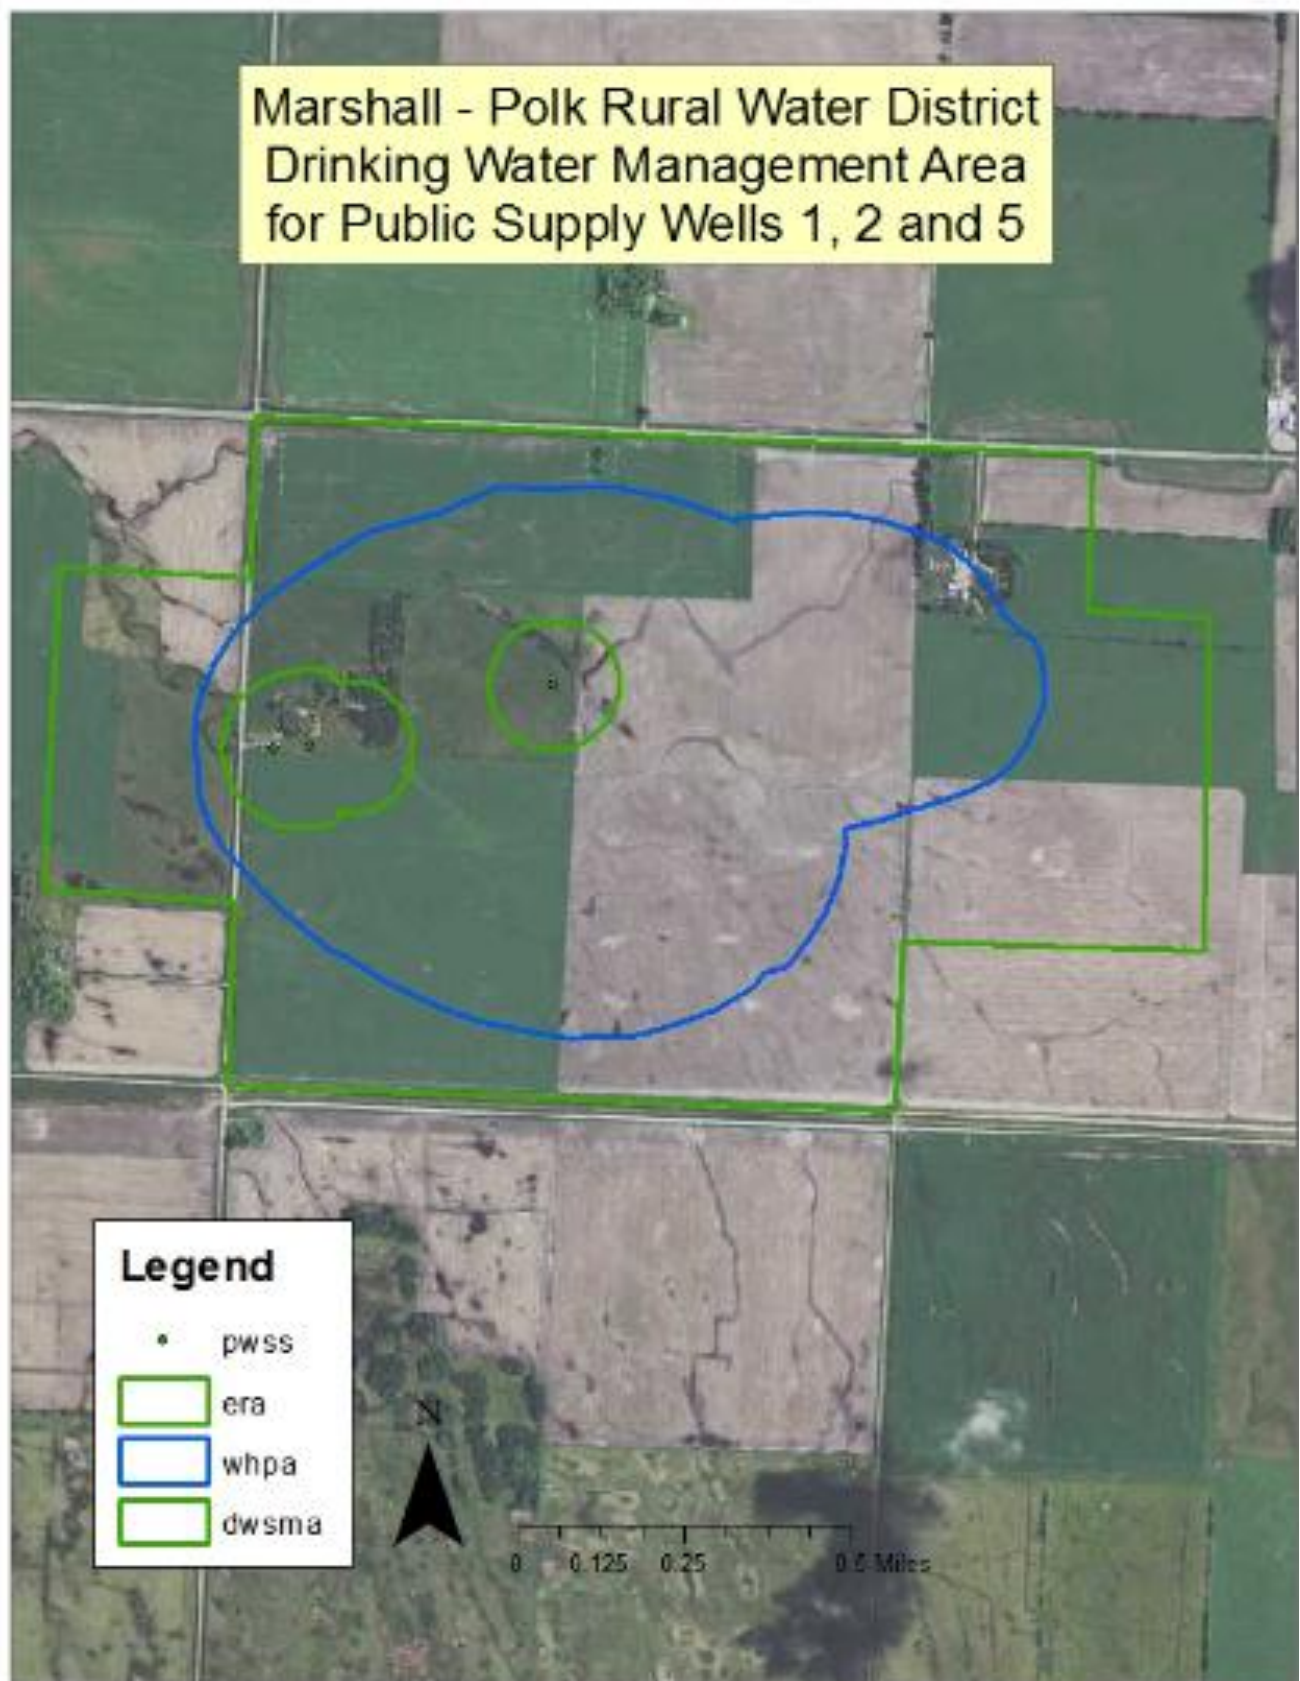 Marshall - Polk Rural Water District
Drinking Water Management Area
for Public Supply Wells 1, 2 and 5
Legend
pwss
era
whpa
dwsma
N
0 0.125 0.25 0.5 Miles